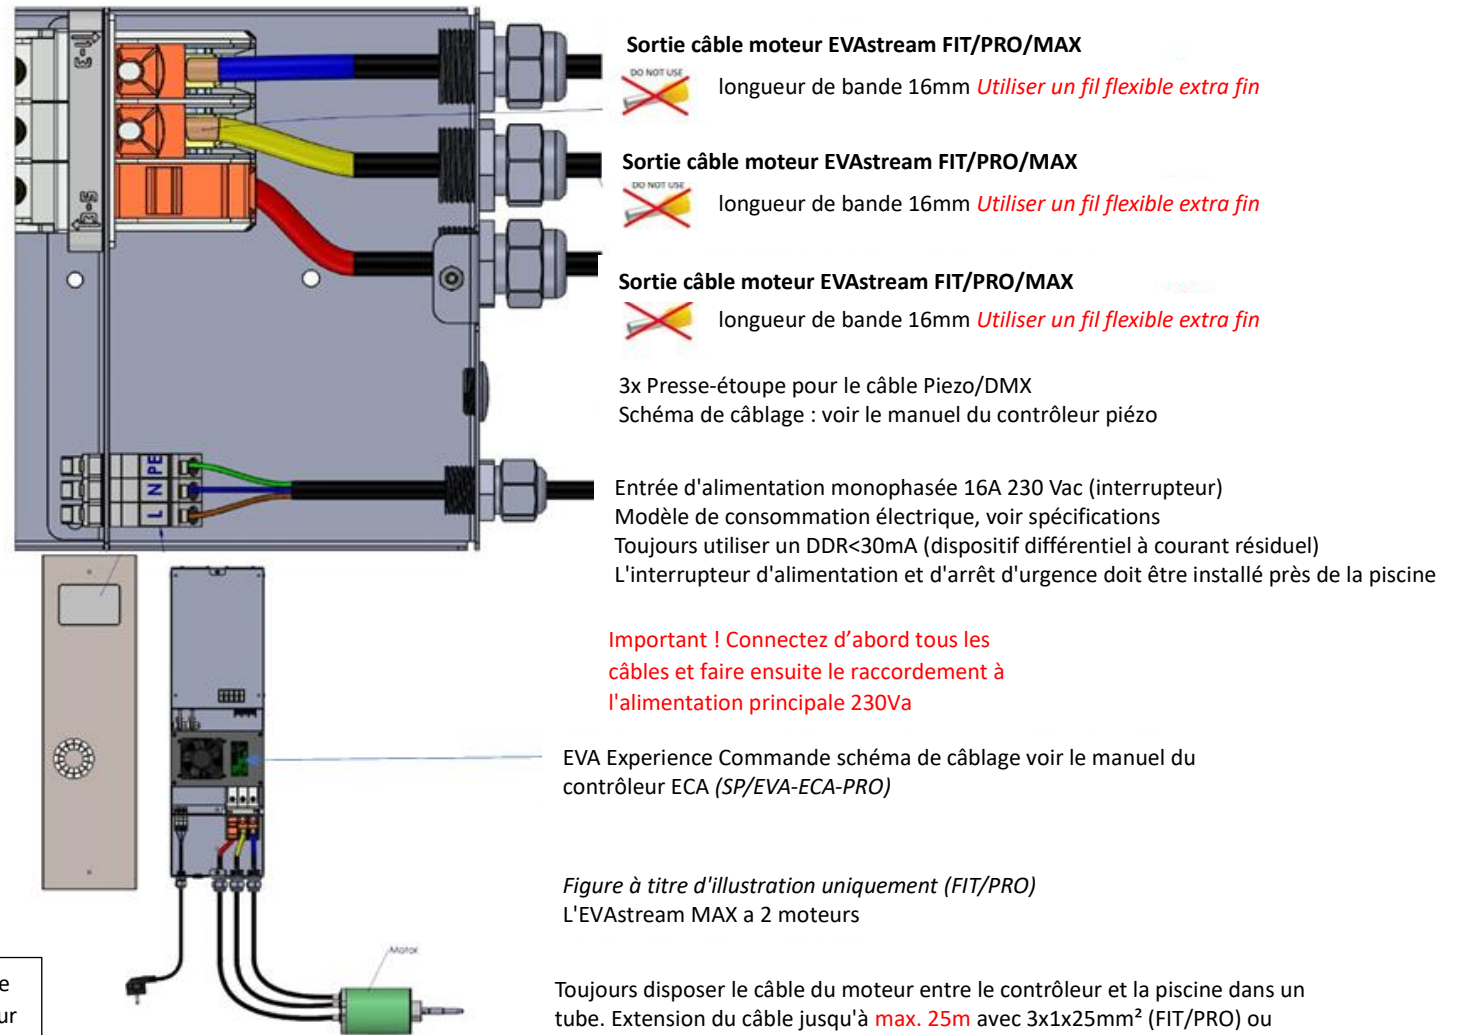 Sortie câble moteur EVAstream FIT/PRO/MAX
DO NOT USE
longueur de bande 16mm Utiliser un fil flexible extra fin
Sortie câble moteur EVAstream FIT/PRO/MAX
DO NOT USE
longueur de bande 16mm Utiliser un fil flexible extra fin
Sortie câble moteur EVAstream FIT/PRO/MAX
longueur de bande 16mm Utiliser un fil flexible extra fin
3x Presse-étoupe pour le câble Piezo/DMX
Schéma de câblage : voir le manuel du contrôleur piézo
PE
N
L
Entrée d'alimentation monophasée 16A 230 Vac (interrupteur)
Modèle de consommation électrique, voir spécifications
Toujours utiliser un DDR<30mA (dispositif différentiel à courant résiduel)
L'interrupteur d'alimentation et d'arrêt d'urgence doit être installé près de la piscine
Important ! Connectez d’abord tous les
câbles et faire ensuite le raccordement à
l'alimentation principale 230Va
EVA Experience Commande schéma de câblage voir le manuel du
contrôleur ECA (SP/EVA-ECA-PRO)
Figure à titre d'illustration uniquement (FIT/PRO)
L'EVAstream MAX a 2 moteurs
Motor
e
ur
Toujours disposer le câble du moteur entre le contrôleur et la piscine dans un
tube. Extension du câble jusqu'à max. 25m avec 3x1x25mm² (FIT/PRO) ou